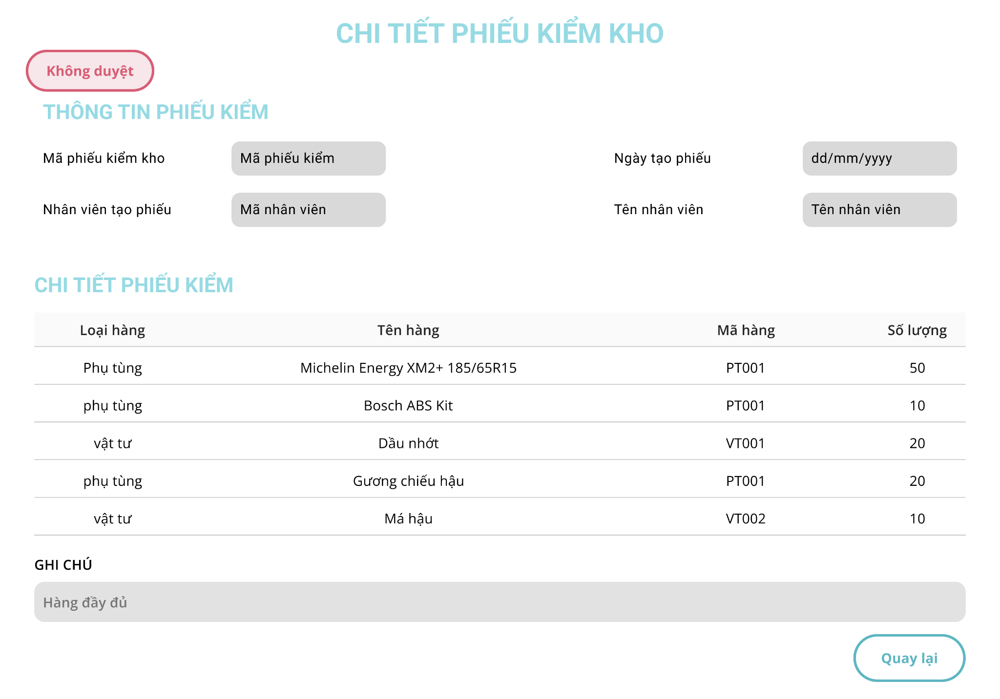 CHI TIẾT PHIẾU KIỂM KHO
Không duyệt
THÔNG TIN PHIẾU KIỂM
Mã phiếu kiểm kho Mã phiếu kiểm Ngày tạo phiếu dd/mm/yyyy
Nhân viên tạo phiếu Mã nhân viên Tên nhân viên Tên nhân viên
CHI TIẾT PHIẾU KIỂM
Loại hàng Tên hàng Mã hàng Số lượng
Phụ tùng Michelin Energy XM2+ 185/65R15 PT001 50
phụ tùng Bosch ABS Kit PT001 10
vật tư Dầu nhớt VT001 20
phụ tùng Gương chiếu hậu PT001 20
vật tư Má hậu VT002 10
GHI CHÚ
Hàng đầy đủ
Quay lại